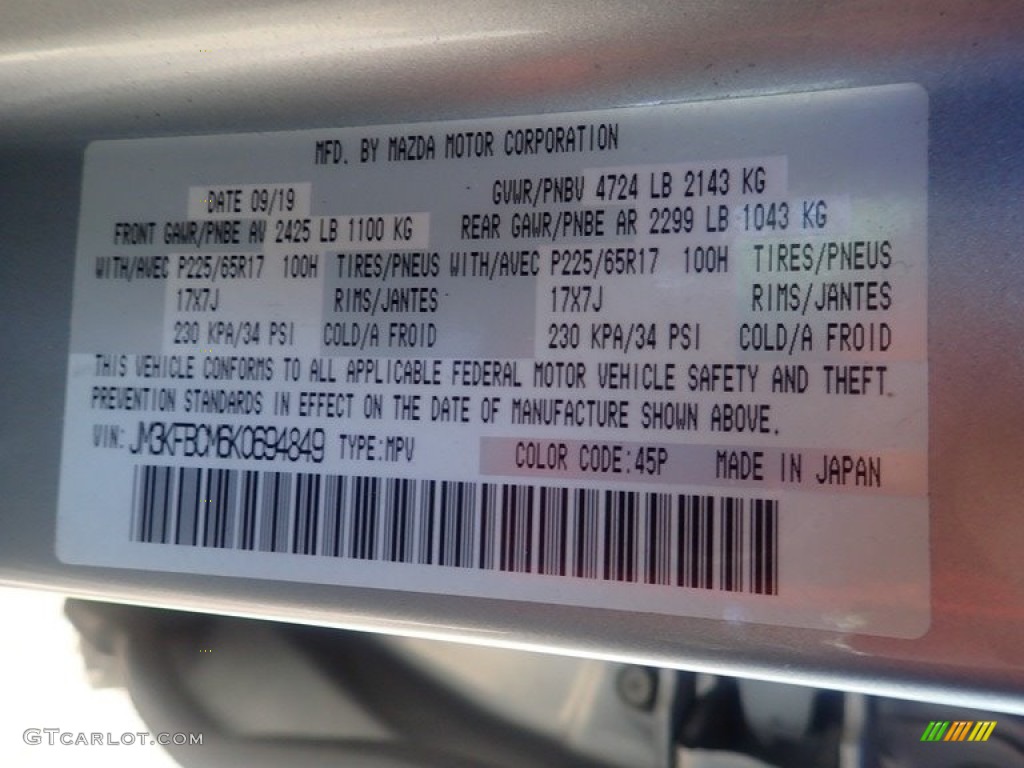 MFD. BY MAZDA MOTOR CORPORATION
DATE 09/19 GVWR/PNBV 4724 LB 2143 KG
FRONT GAWR/PNBE AV 2425 LB 1100 KG REAR GAWR/PNBE AR 2299 LB 1043 KG
WITH/AVEC P225/65R17 100H TIRES/PNEUS WITH/AVEC P225/65R17 100H TIRES/PNEUS
17X7J RIMS/JANTES 17X7J RIMS/JANTES
230 KPA/34 PSI COLD/A FROID 230 KPA/34 PSI COLD/A FROID
THIS VEHICLE CONFORMS TO ALL APPLICABLE FEDERAL MOTOR VEHICLE SAFETY AND THEFT
PREVENTION STANDARDS IN EFFECT ON THE DATE OF MANUFACTURE SHOWN ABOVE.
VIN: JM3KFBCM6K0694849 TYPE:MPV COLOR CODE:45P MADE IN JAPAN
GTCARLOT.COM